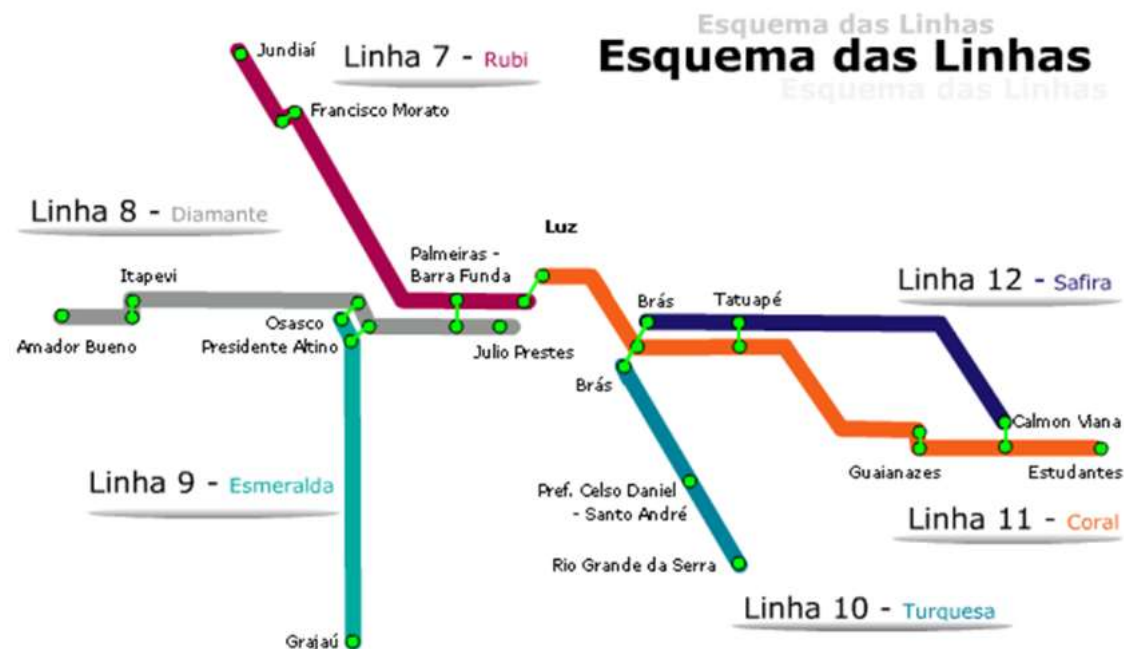 Esquema das Linhas
Esquema das Linhas
Esquema das Linhas
Jundiaí
Linha 7 - Rubi
Francisco Morato
Linha 8 - Diamante
Luz
Palmeiras -
Barra Funda
Itapevi
Linha 12 - Safira
Brás
Tatuapé
Osasco
Amador Bueno
Presidente Altino
Julio Prestes
Brás
Calmon Viana
Guaianazes
Estudantes
Linha 9 - Esmeralda
Pref. Celso Daniel
- Santo André
Linha 11 - Coral
Rio Grande da Serra
Linha 10 - Turquesa
Grajaú